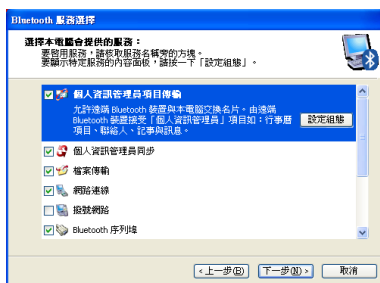 Bluetooth 服務選擇
選擇本電腦會提供的服務：
要啓用服務，請核取服務名稱旁的方塊。
要顯示特定服務的內容面板，請按一下「設定組態」。
個人資訊管理員項目傳輸
允許遠端 Bluetooth 裝置與本電腦交換名片。由遠端
Bluetooth 裝置接受「個人資訊管理員」項目如：行事曆
項目、聯絡人、記事與訊息。
設定組態
個人資訊管理員同步
檔案傳輸
網路連線
撥號網路
Bluetooth 序列埠
<上一步(B)
下一步(N)>
取消